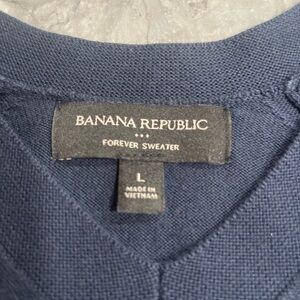 BANANA REPUBLIC
FOREVER SWEATER
L
MADE IN
VIETNAM